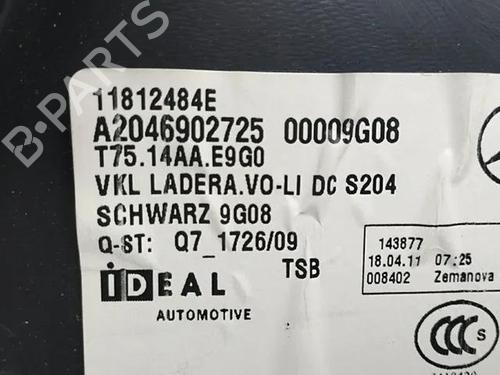 B-PARTS
11812484E
A2046902725 00009G08
T75.14AA.E9G0
VKL LADERA.VO-LI DC S204
SCHWARZ 9G08
Q-ST: Q7_1726/09
TSB
143877
18.04.11 07:25
008402 Zemanova
iDEAL
AUTOMOTIVE
CCC S